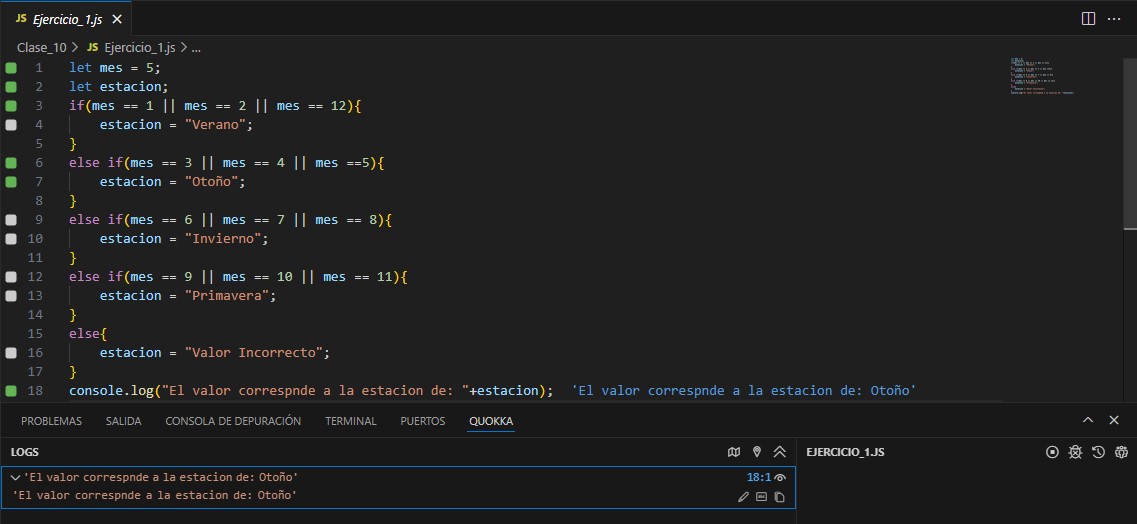 JS Ejercicio_1.js
Clase_10 > JS Ejercicio_1.js > ...
1 let mes = 5;
2 let estacion;
3 if(mes == 1 || mes == 2 || mes == 12){
4 estacion = "Verano";
5 }
6 else if(mes == 3 || mes == 4 || mes ==5){
7 estacion = "Otoño";
8 }
9 else if(mes == 6 || mes == 7 || mes == 8){
10 estacion = "Invierno";
11 }
12 else if(mes == 9 || mes == 10 || mes == 11){
13 estacion = "Primavera";
14 }
15 else{
16 estacion = "Valor Incorrecto";
17 }
18 console.log("El valor correspnde a la estacion de: "+estacion); 'El valor correspnde a la estacion de: Otoño'
PROBLEMAS SALIDA CONSOLA DE DEPURACIÓN TERMINAL PUERTOS QUOKKA
LOGS EJERCICIO_1.JS
'El valor correspnde a la estacion de: Otoño' 18:1
'El valor correspnde a la estacion de: Otoño'